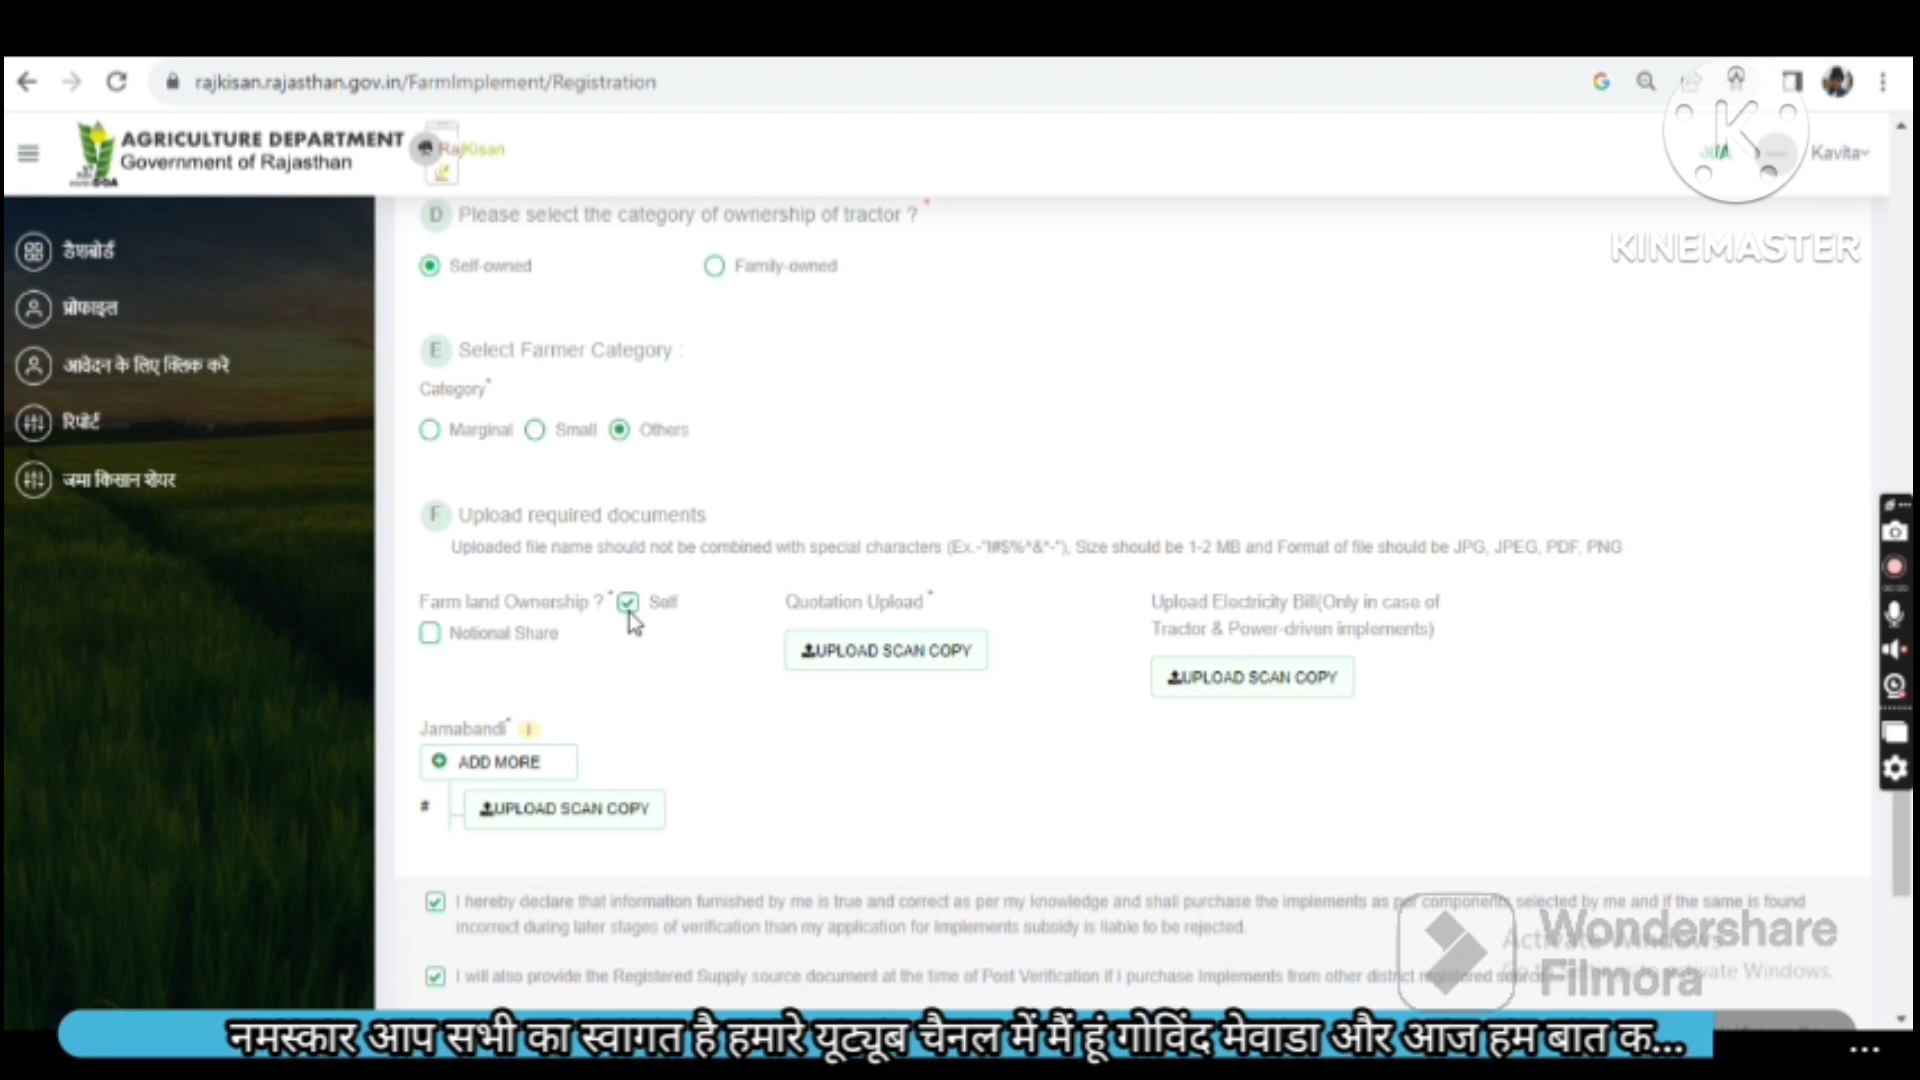 rajkisan.rajasthan.gov.in/FarmImplement/Registration
AGRICULTURE DEPARTMENT
Government of Rajasthan
RajKisan
Kavita
K
KINEMASTER
डैशबोर्ड
प्रोफाइल
आवेदन के लिए क्लिक करे
रिपोर्ट
जमा किसान शेयर
D Please select the category of ownership of tractor ? *
Self-owned Family-owned
E Select Farmer Category :
Category*
Marginal Small Others
F Upload required documents
Uploaded file name should not be combined with special characters (Ex.-"!#$%^&*-"), Size should be 1-2 MB and Format of file should be JPG, JPEG, PDF, PNG
Farm land Ownership ? * Self
Notional Share
Quotation Upload *
UPLOAD SCAN COPY
Upload Electricity Bill(Only in case of
Tractor & Power-driven implements)
UPLOAD SCAN COPY
Jamabandi* i
ADD MORE
# UPLOAD SCAN COPY
I hereby declare that information furnished by me is true and correct as per my knowledge and shall purchase the implements as per components selected by me and if the same is found
incorrect during later stages of verification than my application for Implements subsidy is liable to be rejected.
I will also provide the Registered Supply source document at the time of Post Verification if I purchase Implements from other district registered
Activate Windows
Go to Settings to activate Windows.
Wondershare
Filmora
नमस्कार आप सभी का स्वागत है हमारे यूट्यूब चैनल में मैं हूं गोविंद मेवाडा और आज हम बात क...